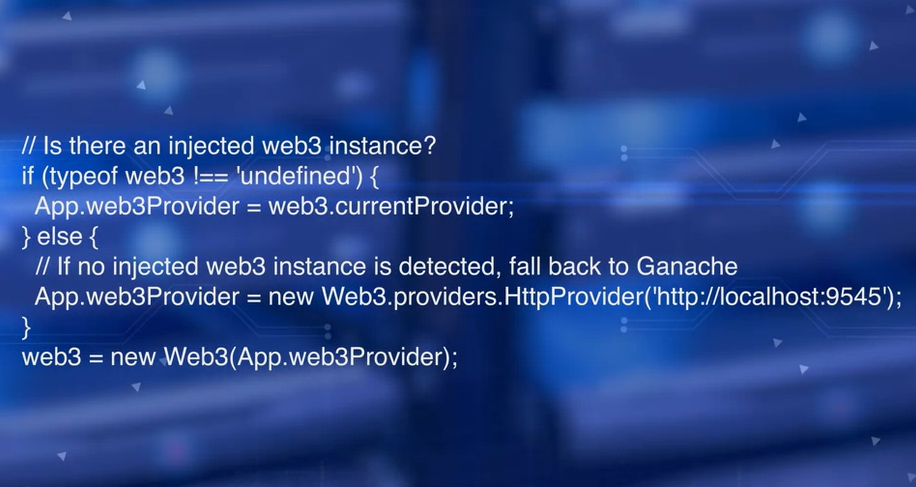 // Is there an injected web3 instance?
if (typeof web3 !== 'undefined') {
App.web3Provider = web3.currentProvider;
} else {
// If no injected web3 instance is detected, fall back to Ganache
App.web3Provider = new Web3.providers.HttpProvider('http://localhost:9545');
}
web3 = new Web3(App.web3Provider);